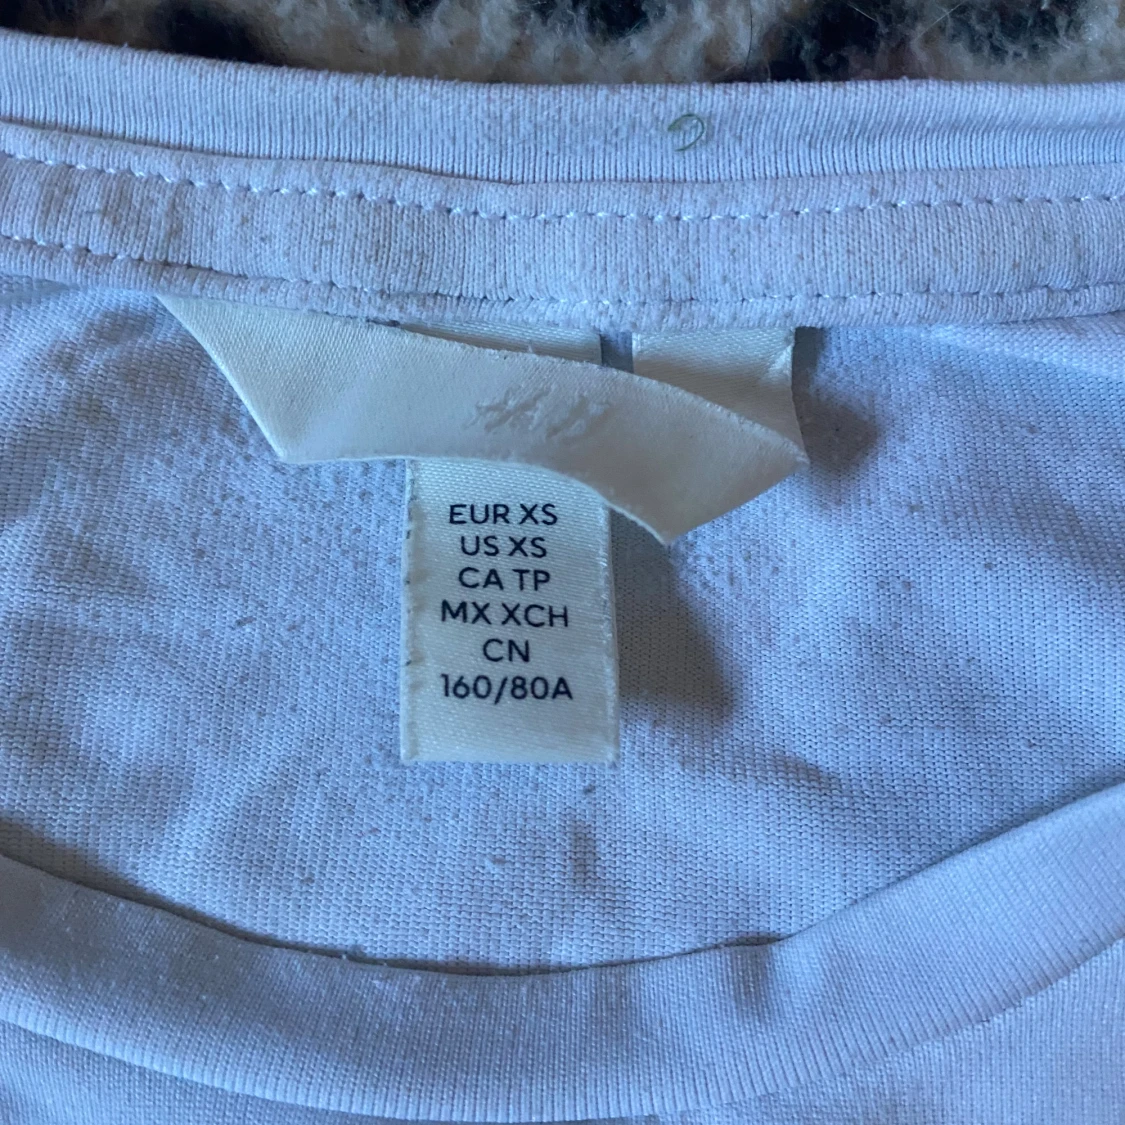 H&M
EUR XS
US XS
CA TP
MX XCH
CN
160/80A